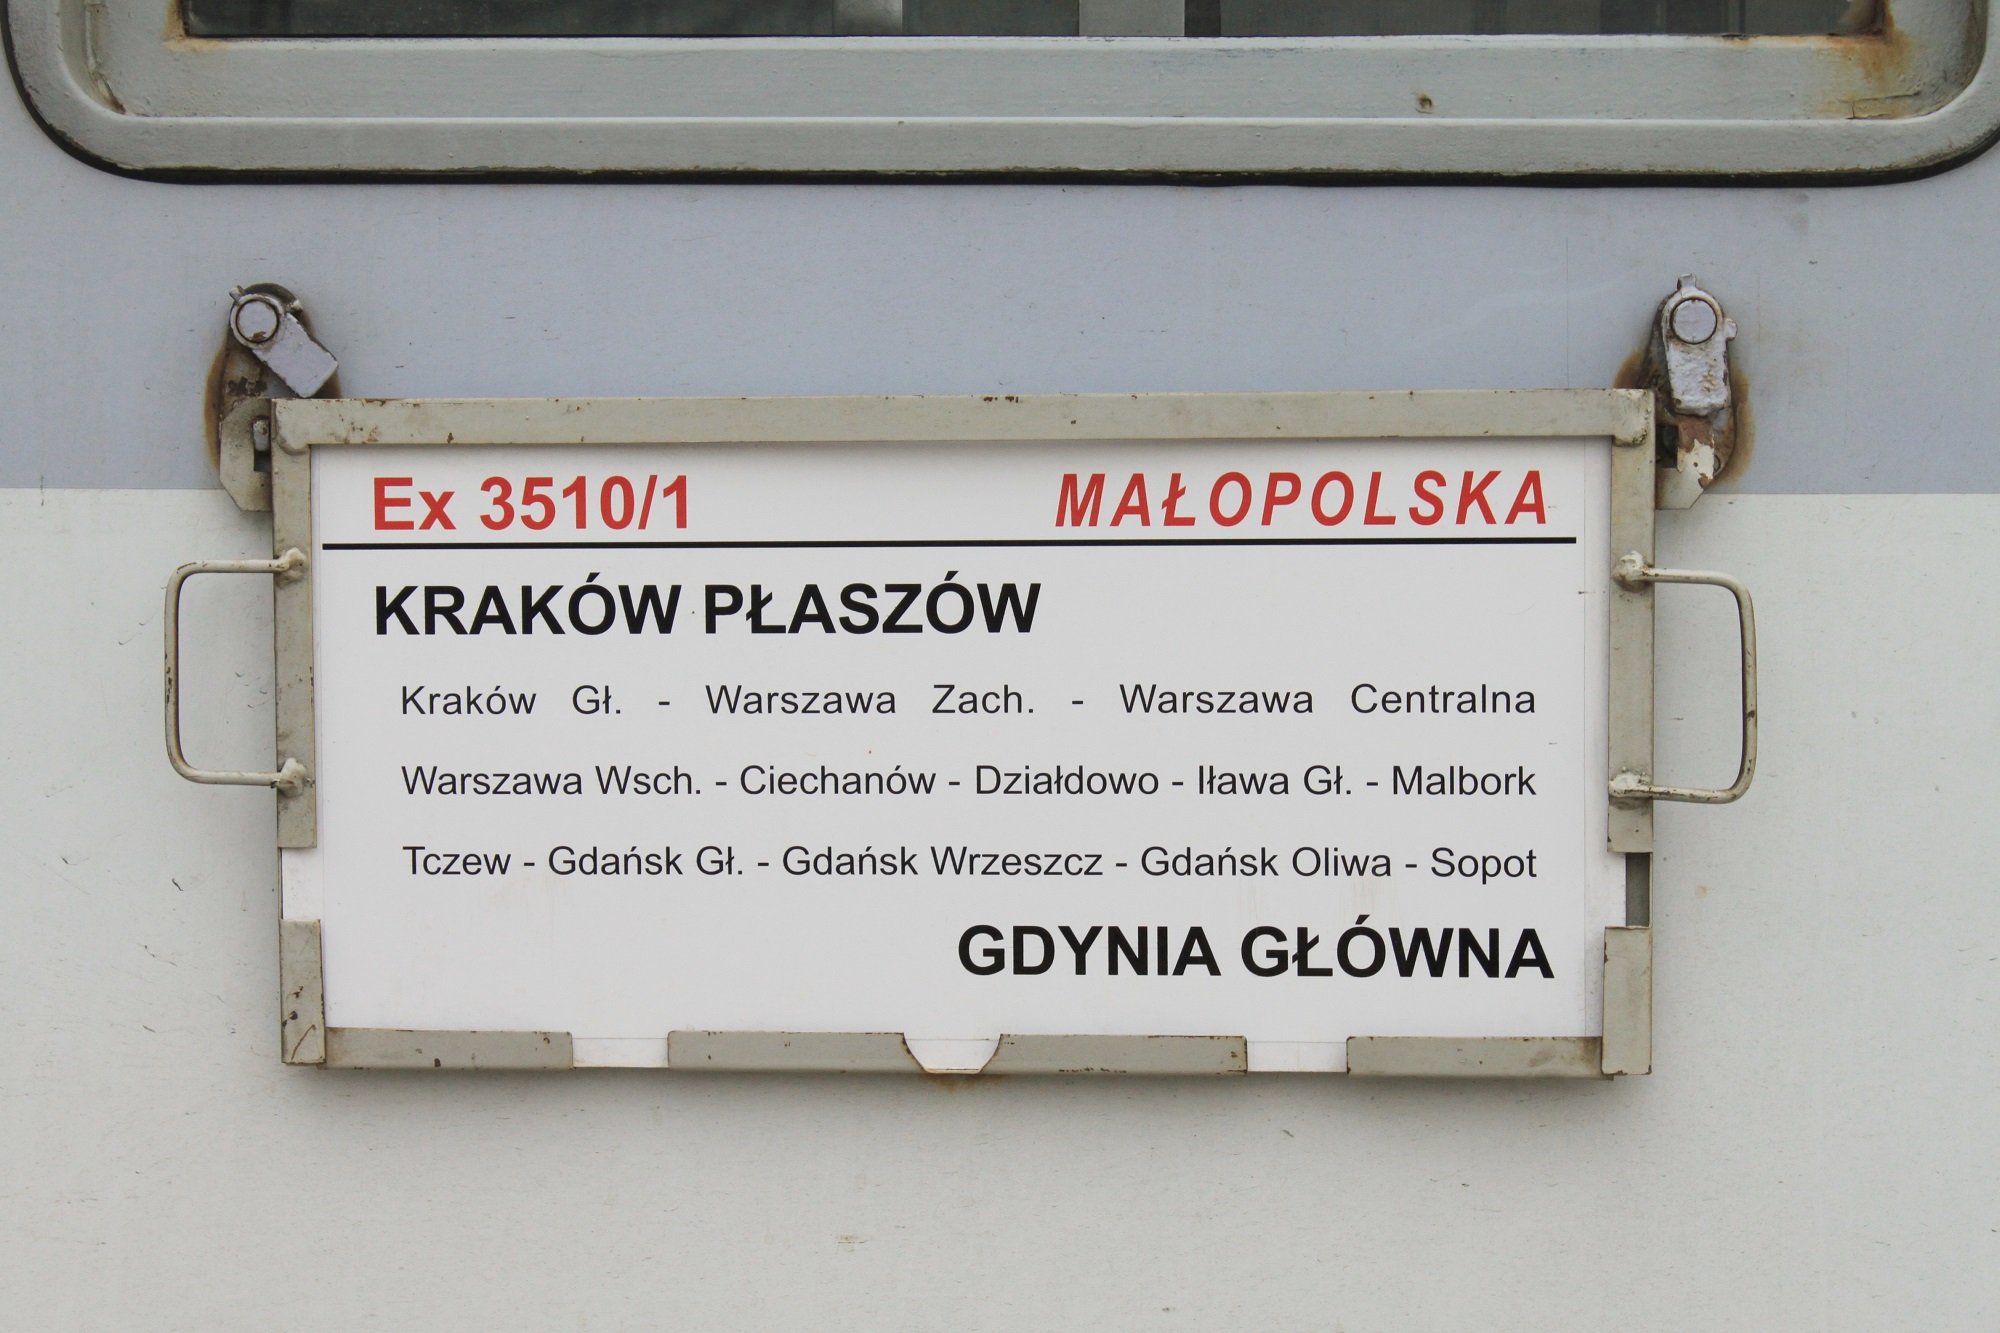 Ex 3510/1 MAŁOPOLSKA
KRAKÓW PŁASZÓW
Kraków Gł. - Warszawa Zach. - Warszawa Centralna
Warszawa Wsch. - Ciechanów - Działdowo - Iława Gł. - Malbork
Tczew - Gdańsk Gł. - Gdańsk Wrzeszcz - Gdańsk Oliwa - Sopot
GDYNIA GŁÓWNA